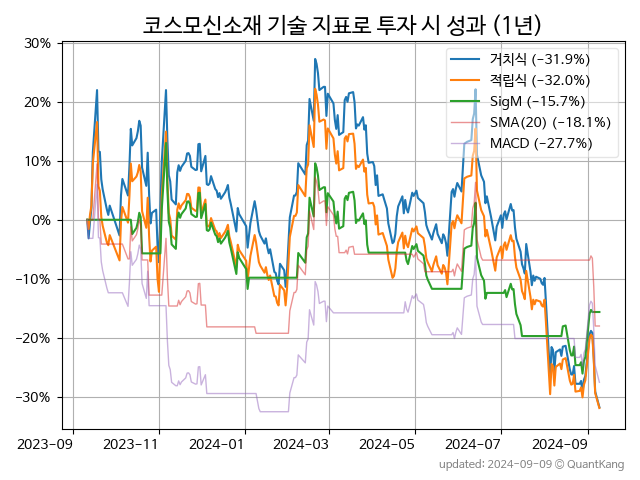 코스모신소재 기술 지표로 투자 시 성과 (1년)
30%
20%
10%
0%
−10%
−20%
−30%
거치식 (−31.9%)
적립식 (−32.0%)
SigM (−15.7%)
SMA(20) (−18.1%)
MACD (−27.7%)
2023-09
2023-11
2024-01
2024-03
2024-05
2024-07
2024-09
updated: 2024-09-09 © QuantKang